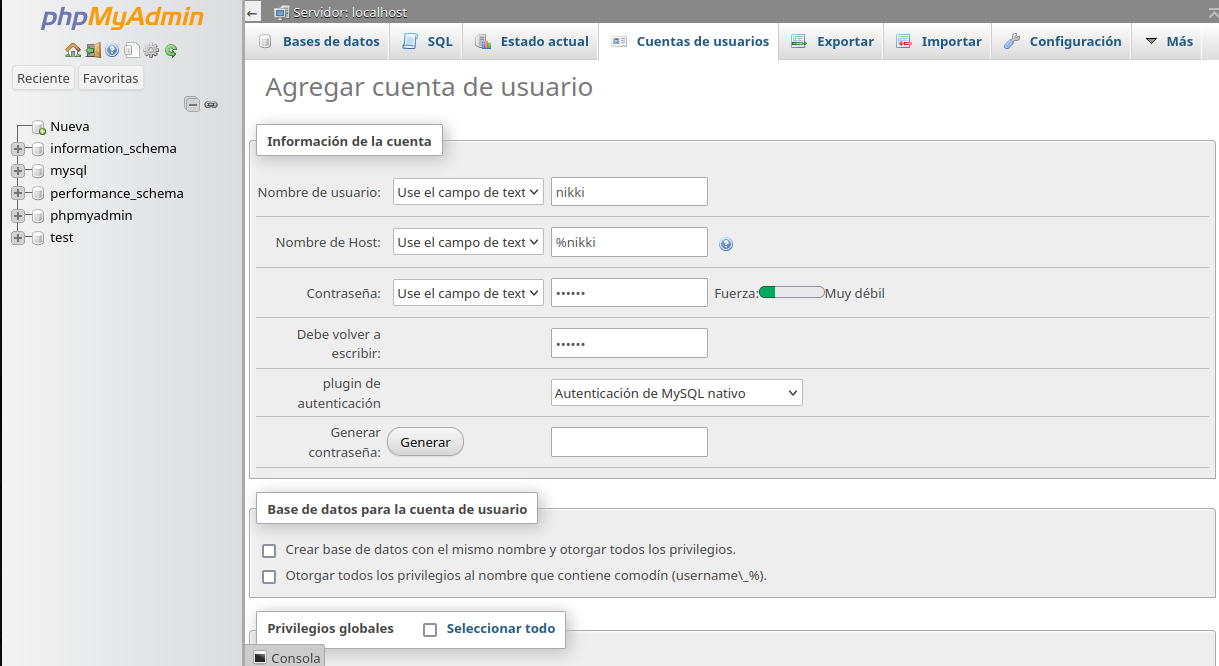 phpMyAdmin
Reciente Favoritas
Nueva
information_schema
mysql
performance_schema
phpmyadmin
test
Servidor: localhost
Bases de datos SQL Estado actual Cuentas de usuarios Exportar Importar Configuración Más
Agregar cuenta de usuario
Información de la cuenta
Nombre de usuario: Use el campo de text nikki
Nombre de Host: Use el campo de text %nikki
Contraseña: Use el campo de text •••••• Fuerza: Muy débil
Debe volver a
escribir: ••••••
plugin de
autenticación Autenticación de MySQL nativo
Generar
contraseña: Generar
Base de datos para la cuenta de usuario
Crear base de datos con el mismo nombre y otorgar todos los privilegios.
Otorgar todos los privilegios al nombre que contiene comodín (username\_%).
Privilegios globales Seleccionar todo
Consola